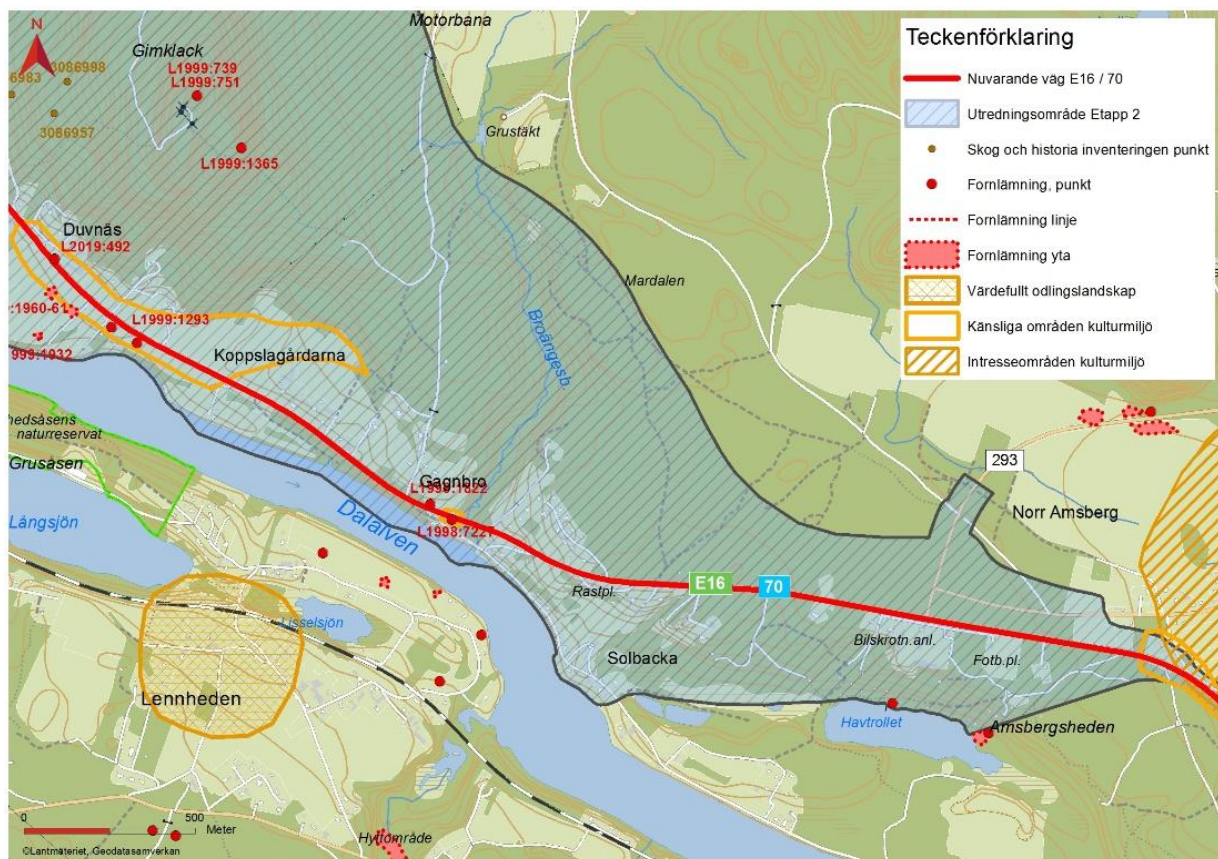 Motorbana
N
Gimklack
3086998
L1999:739
L1999:751
3086957
Grustäkt
L1999:1365
Duvnäs
L2019:492
Mardalen
:1960-61
L1999:1293
Broängesb.
Koppslagårdarna
naturreservat
Grusåsen
Gagnbro
L1998:7227
293
Norr Amsberg
Långsjön
Dalälven
E16
70
Rastpl.
Lisselsjön
Bilskrotn.anl.
Fotb.pl.
Solbacka
Lennheden
Havtrollet
Amsbergsheden
0
500
Meter
Hyttområde
©Lantmäteriet, Geodatasamverkan
Teckenförklaring
Nuvarande väg E16 / 70
Utredningsområde Etapp 2
Skog och historia inventeringen punkt
Fornlämning, punkt
Fornlämning linje
Fornlämning yta
Värdefullt odlingslandskap
Känsliga områden kulturmiljö
Intresseområden kulturmiljö